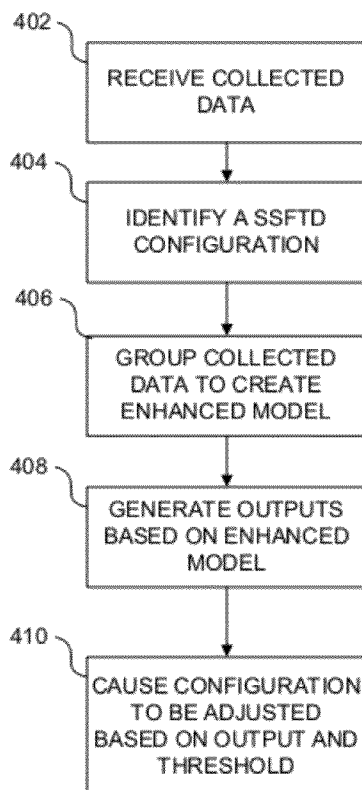 402
RECEIVE COLLECTED
DATA
404
IDENTIFY A SSFTD
CONFIGURATION
406
GROUP COLLECTED
DATA TO CREATE
ENHANCED MODEL
408
GENERATE OUTPUTS
BASED ON ENHANCED
MODEL
410
CAUSE CONFIGURATION
TO BE ADJUSTED
BASED ON OUTPUT AND
THRESHOLD